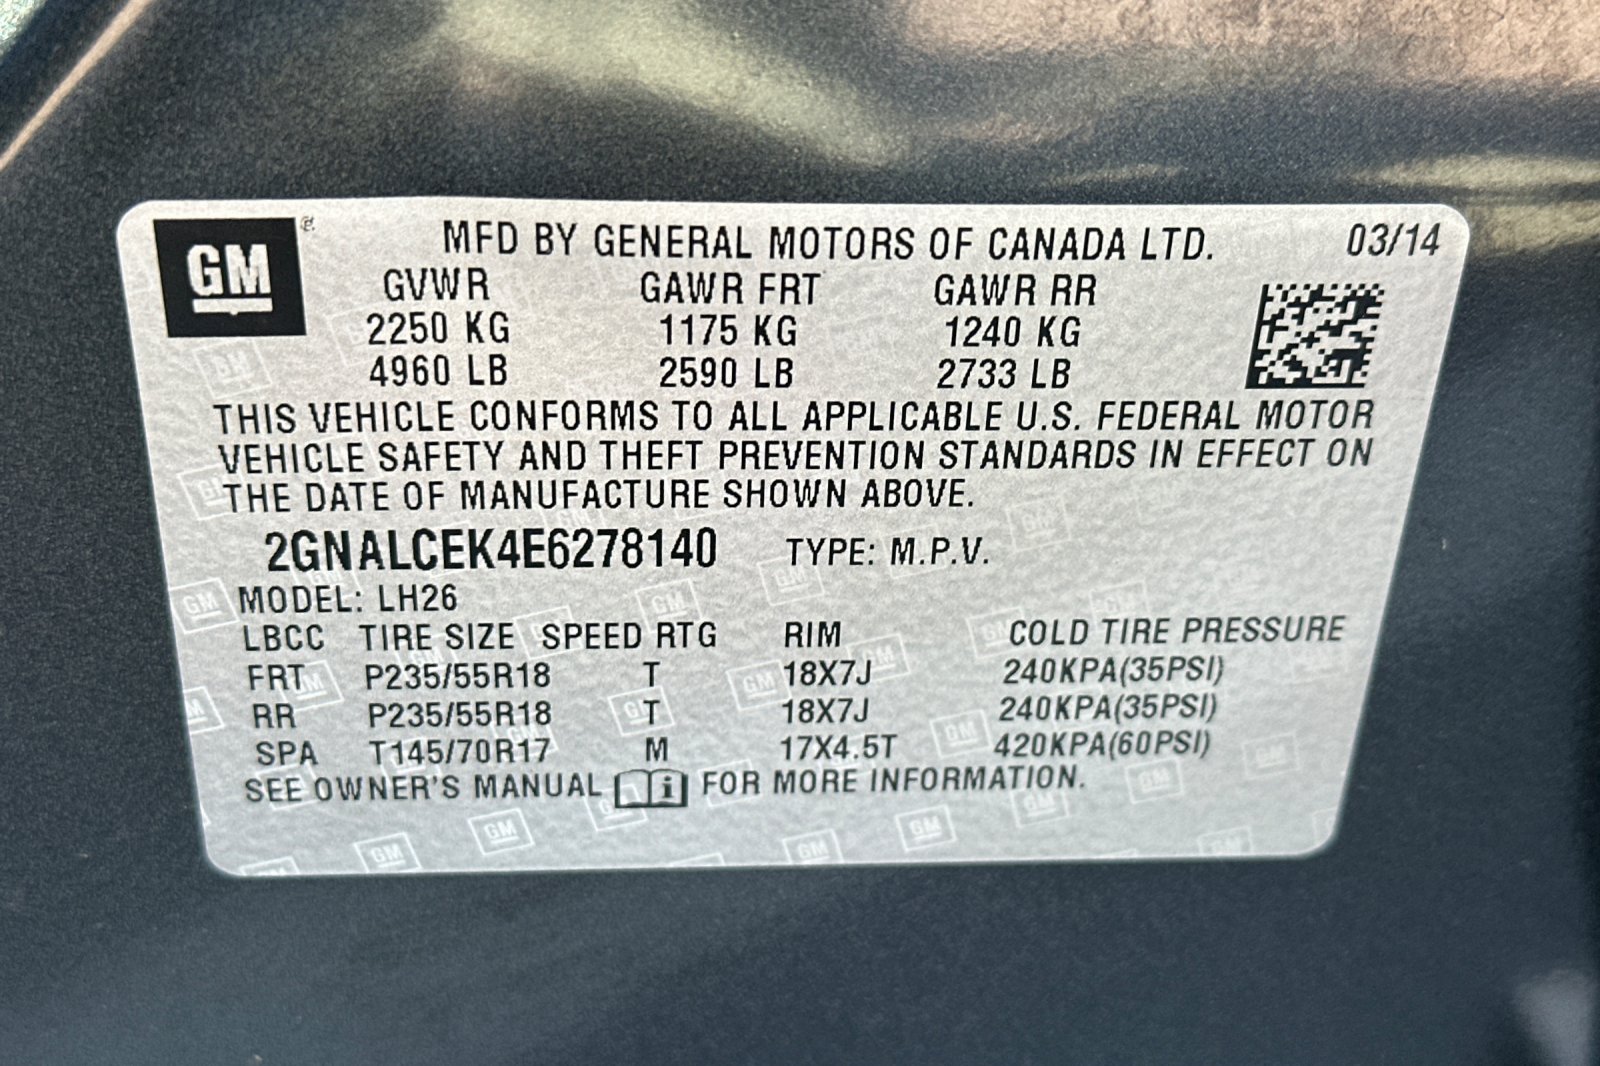 GM ® MFD BY GENERAL MOTORS OF CANADA LTD. 03/14
GVWR GAWR FRT GAWR RR
2250 KG 1175 KG 1240 KG
4960 LB 2590 LB 2733 LB
THIS VEHICLE CONFORMS TO ALL APPLICABLE U.S. FEDERAL MOTOR
VEHICLE SAFETY AND THEFT PREVENTION STANDARDS IN EFFECT ON
THE DATE OF MANUFACTURE SHOWN ABOVE.
2GNALCEK4E6278140 TYPE: M.P.V.
MODEL: LH26
LBCC TIRE SIZE SPEED RTG RIM COLD TIRE PRESSURE
FRT P235/55R18 T 18X7J 240KPA(35PSI)
RR P235/55R18 T 18X7J 240KPA(35PSI)
SPA T145/70R17 M 17X4.5T 420KPA(60PSI)
SEE OWNER'S MANUAL i FOR MORE INFORMATION.